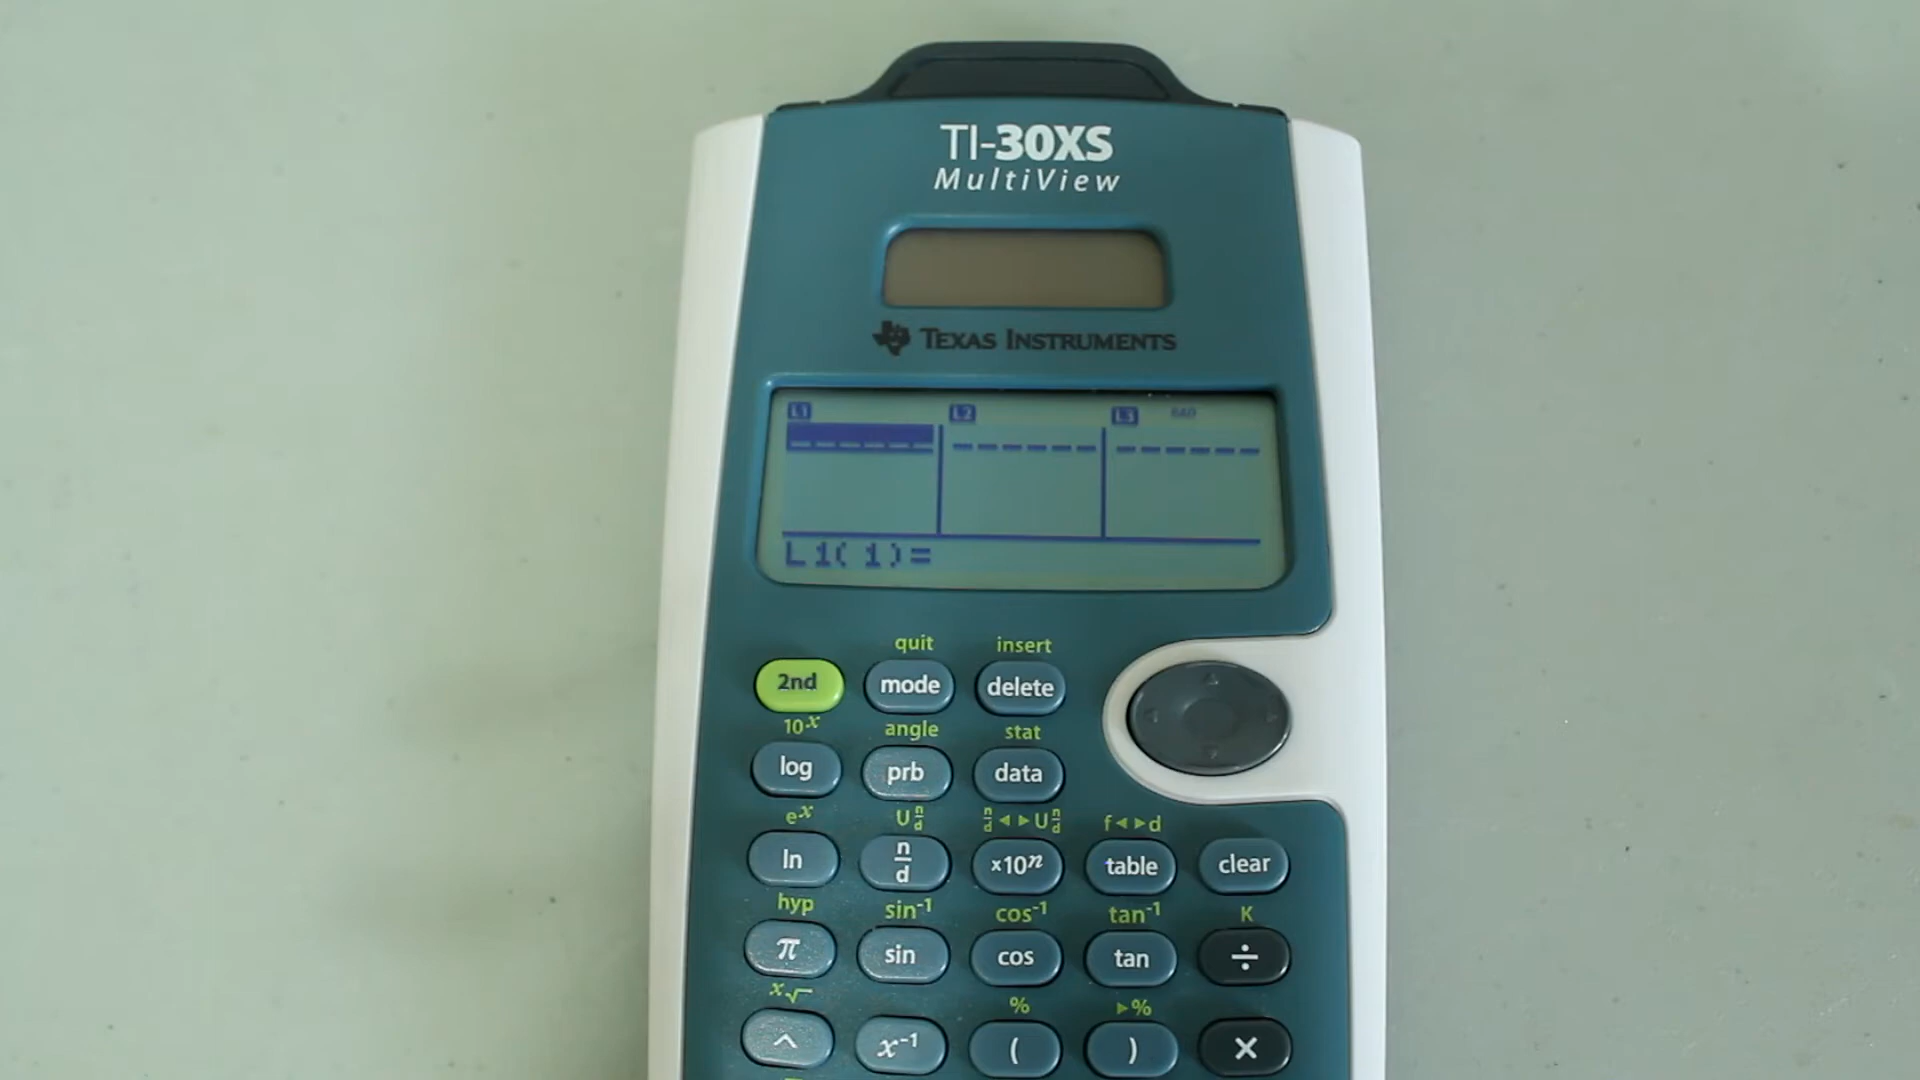 TI-30XS
MultiView
TEXAS INSTRUMENTS
L1 L2 L3
L1(1)=
quit insert
2nd mode delete
10^x angle stat
log prb data
e^x U n/d n/d ◄ ► U n/d f ◄ ► d
ln n/d x10^n table clear
hyp sin⁻¹ cos⁻¹ tan⁻¹ K
π sin cos tan ÷
x√ % ►%
^ x⁻¹ ( ) ×